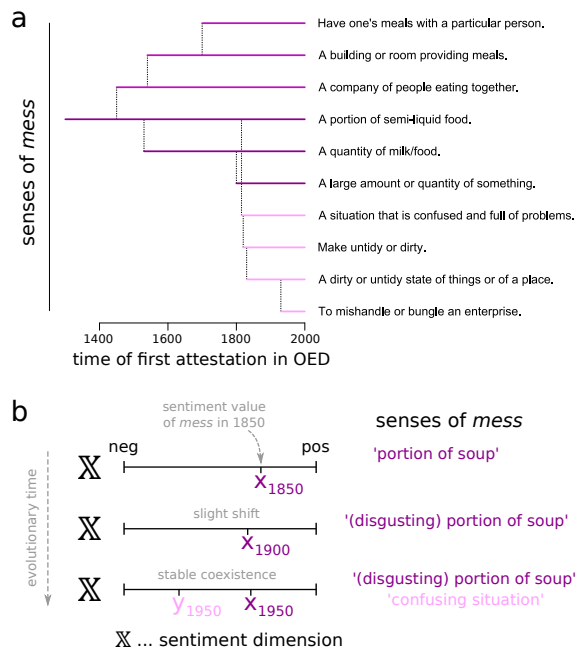 a
Have one's meals with a particular person.
A building or room providing meals.
A company of people eating together.
A portion of semi-liquid food.
A quantity of milk/food.
A large amount or quantity of something.
A situation that is confused and full of problems.
Make untidy or dirty.
A dirty or untidy state of things or of a place.
To mishandle or bungle an enterprise.
senses of mess
1400 1600 1800 2000
time of first attestation in OED
b
sentiment value
of mess in 1850
senses of mess
neg pos
𝕏 x1850 'portion of soup'
evolutionary time
slight shift
𝕏 x1900 '(disgusting) portion of soup'
stable coexistence
𝕏 y1950 x1950 '(disgusting) portion of soup'
'confusing situation'
𝕏 ... sentiment dimension